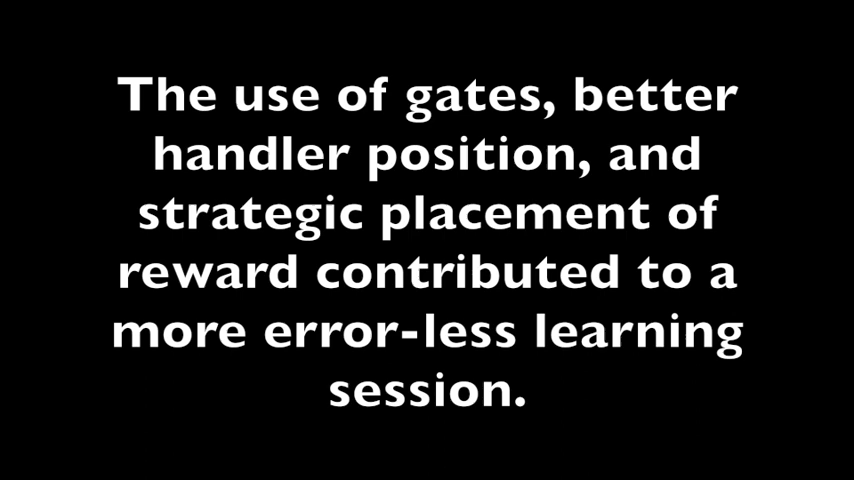 The use of gates, better
handler position, and
strategic placement of
reward contributed to a
more error-less learning
session.